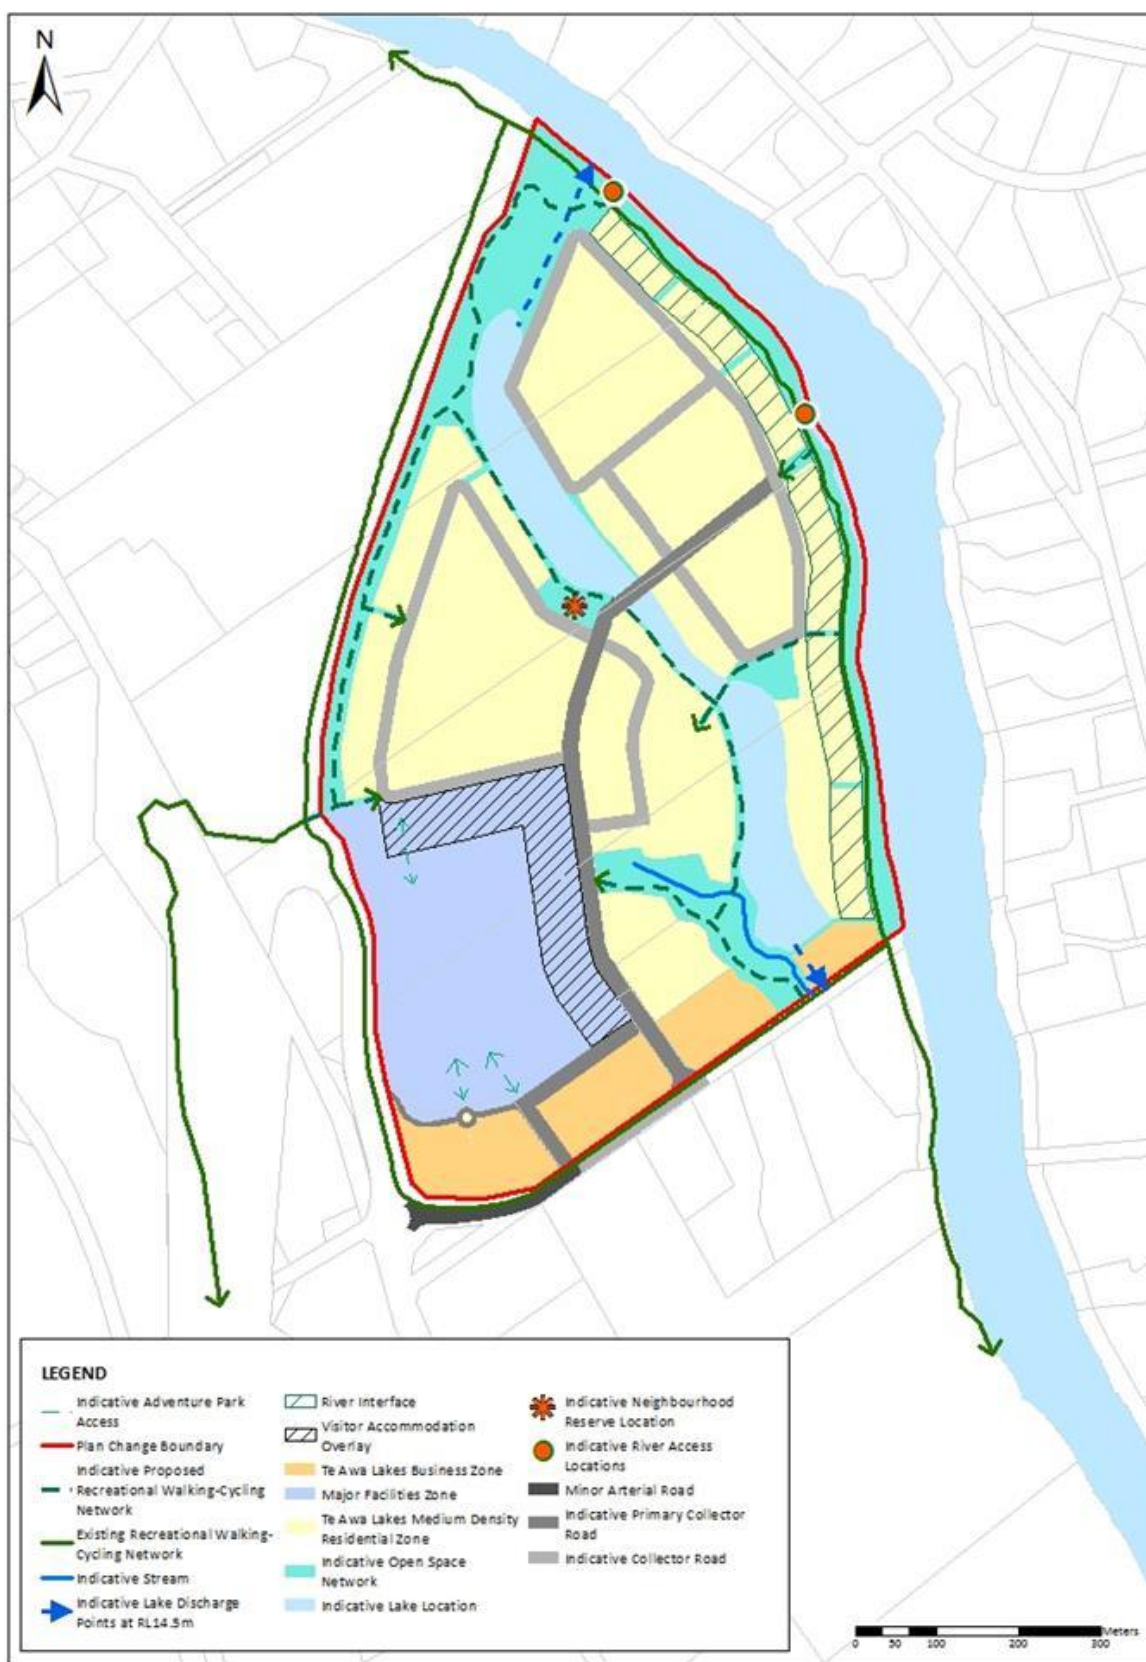 N
LEGEND
Indicative Adventure Park
Access
Plan Change Boundary
Indicative Proposed
Recreational Walking-Cycling
Network
Existing Recreational Walking-
Cycling Network
Indicative Stream
Indicative Lake Discharge
Points at RL14.5m
River Interface
Visitor Accommodation
Overlay
Te Awa Lakes Business Zone
Major Facilities Zone
Te Awa Lakes Medium Density
Residential Zone
Indicative Open Space
Network
Indicative Lake Location
Indicative Neighbourhood
Reserve Location
Indicative River Access
Locations
Minor Arterial Road
Indicative Primary Collector
Road
Indicative Collector Road
Meters
0 50 100 200 300